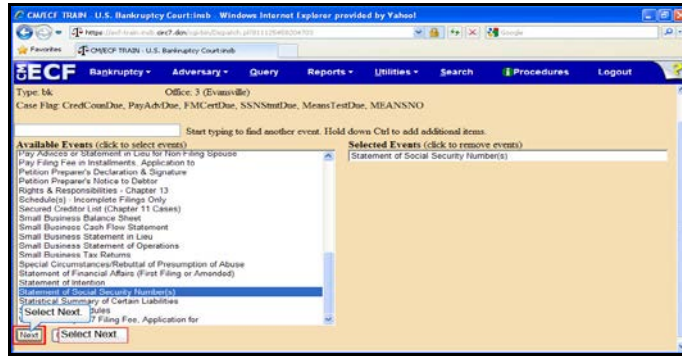 CM/ECF TRAIN - U.S. Bankruptcy Court:insb - Windows Internet Explorer provided by Yahoo!
Google
Favorites
CM/ECF TRAIN - U.S. Bankruptcy Court:insb
ECF Bankruptcy Adversary Query Reports Utilities Search Procedures Logout ?
Type: bk Office: 3 (Evansville)
Case Flag: CredCounDue, PayAdvDue, FMCertDue, SSNStmtDue, MeansTestDue, MEANSNO
Start typing to find another event. Hold down Ctrl to add additional items.
Available Events (click to select events) Selected Events (click to remove events)
Pay Advices or Statement in Lieu for Non Filing Spouse Statement of Social Security Number(s)
Pay Filing Fee in Installments, Application to
Petition Preparer's Declaration & Signature
Petition Preparer's Notice to Debtor
Rights & Responsibilities - Chapter 13
Schedule(s) - Incomplete Filings Only
Secured Creditor List (Chapter 11 Cases)
Small Business Balance Sheet
Small Business Cash Flow Statement
Small Business Statement in Lieu
Small Business Statement of Operations
Small Business Tax Returns
Special Circumstances/Rebuttal of Presumption of Abuse
Statement of Financial Affairs (First Filing or Amended)
Statement of Intention
Statement of Social Security Number(s)
Statistical Summary of Certain Liabilities
Select Next.
7 Filing Fee, Application for
Next Select Next